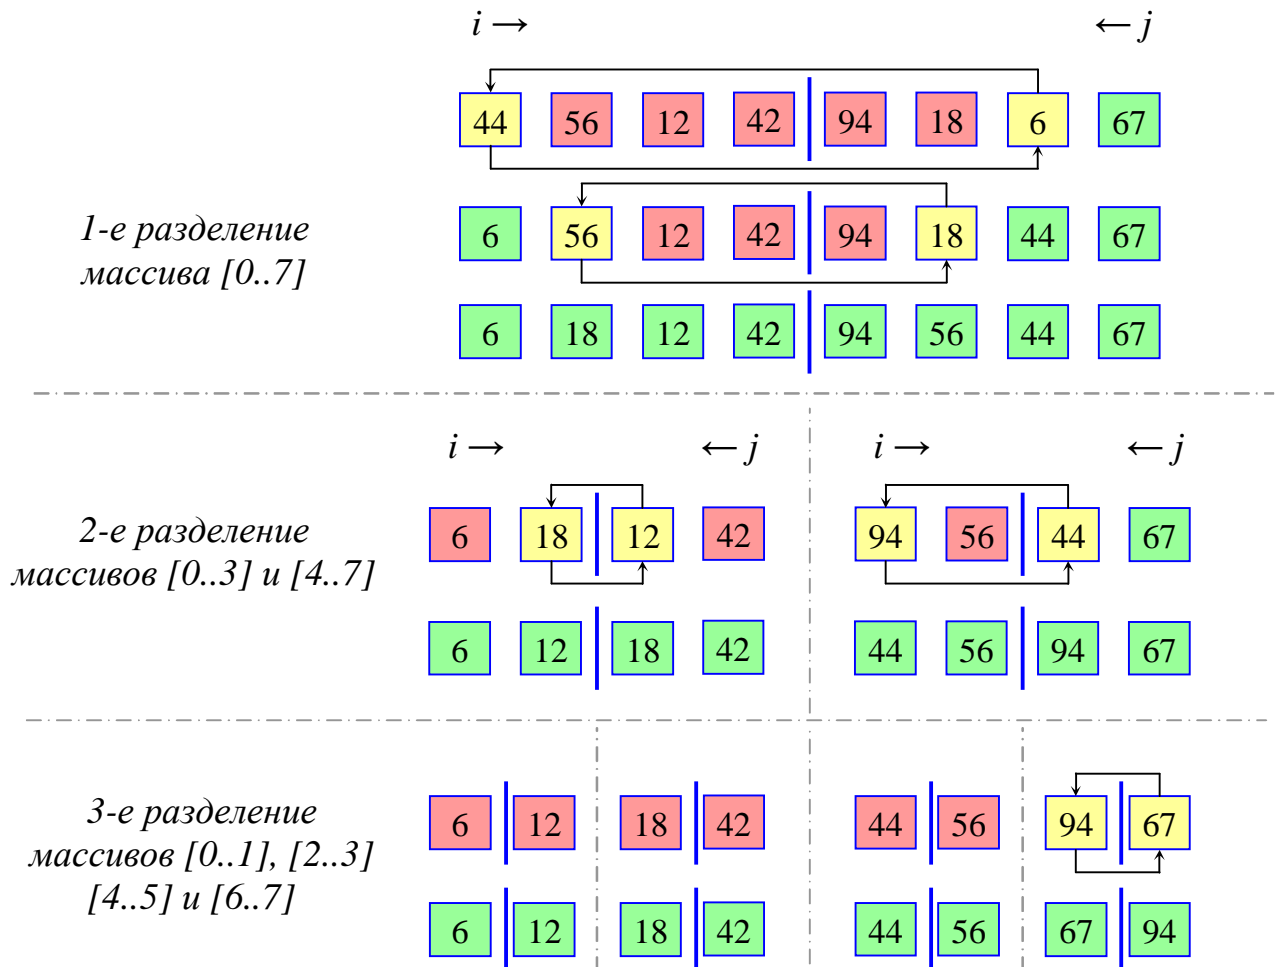 i → ← j
44 56 12 42 94 18 6 67
1-е разделение
массива [0..7]
6 56 12 42 94 18 44 67
6 18 12 42 94 56 44 67
i → ← j i → ← j
2-е разделение
массивов [0..3] и [4..7]
6 18 12 42 94 56 44 67
6 12 18 42 44 56 94 67
3-е разделение
массивов [0..1], [2..3]
[4..5] и [6..7]
6 12 18 42 44 56 94 67
6 12 18 42 44 56 67 94